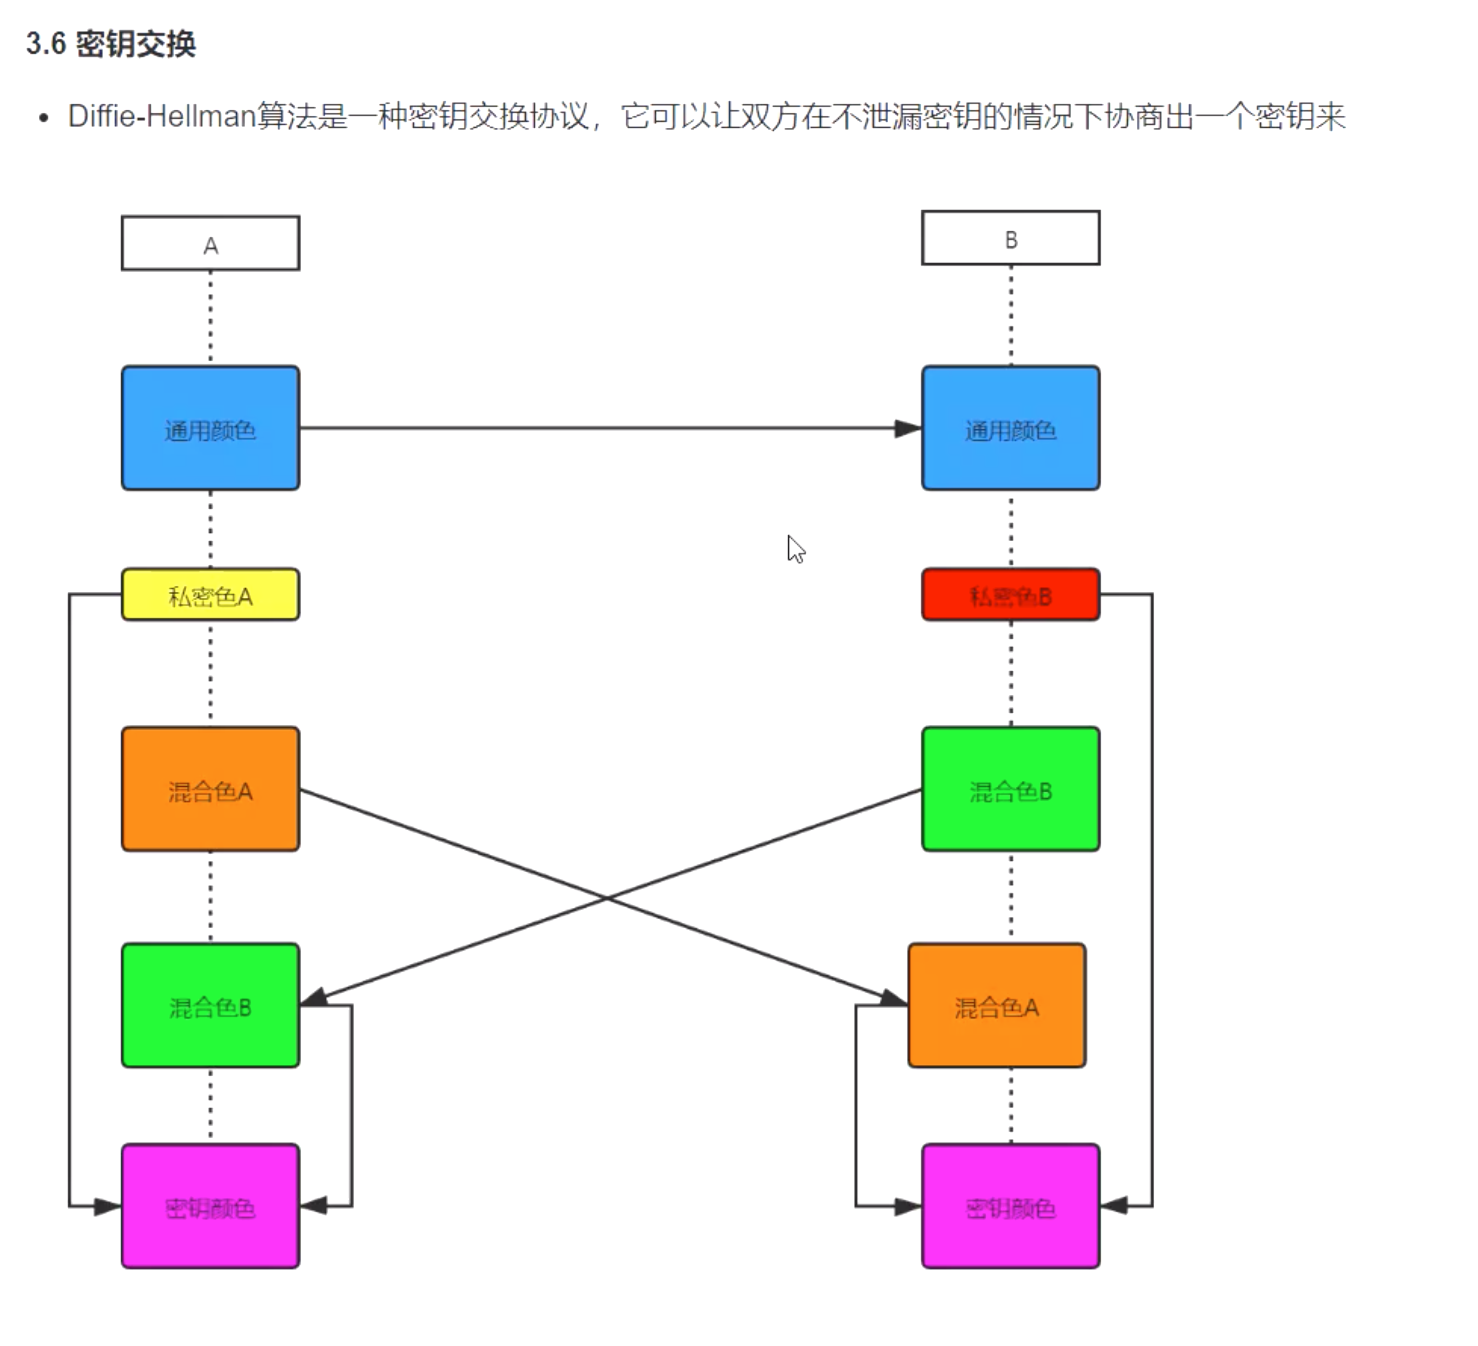 3.6 密钥交换
• Diffie-Hellman算法是一种密钥交换协议，它可以让双方在不泄漏密钥的情况下协商出一个密钥来
A
B
通用颜色
通用颜色
私密色A
私密色B
混合色A
混合色B
混合色B
混合色A
密钥颜色
密钥颜色